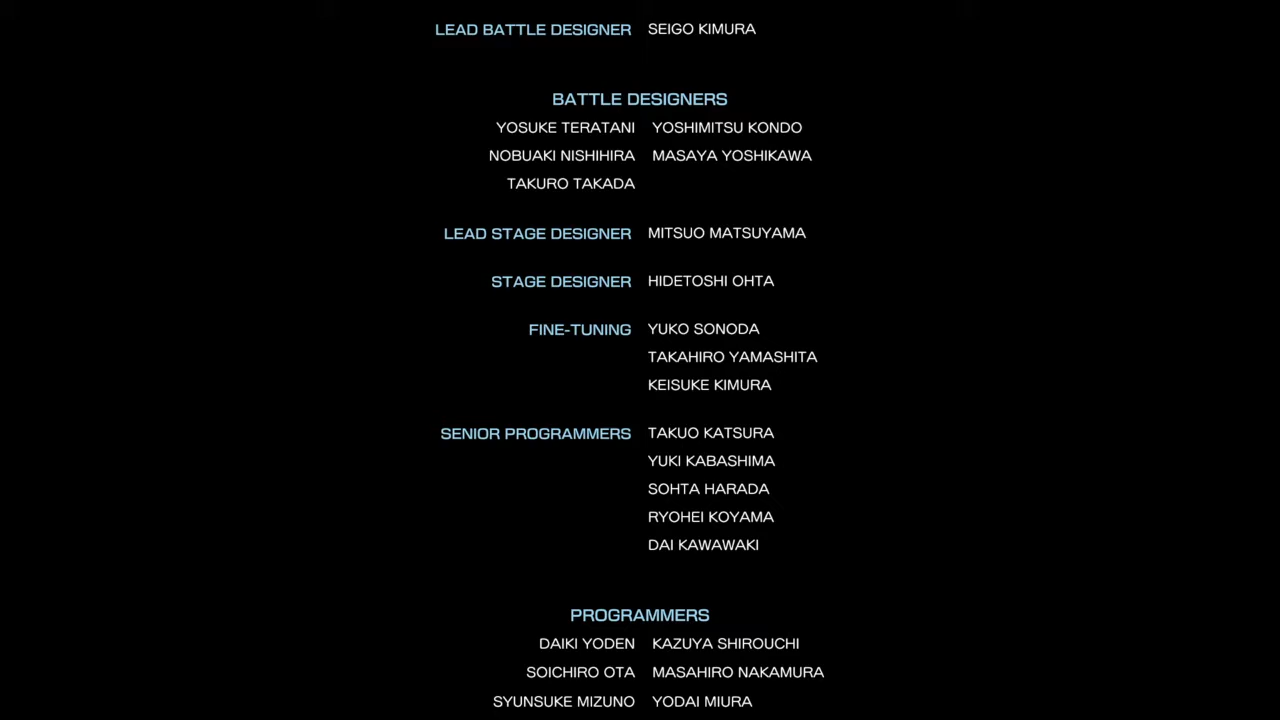 LEAD BATTLE DESIGNER SEIGO KIMURA
BATTLE DESIGNERS
YOSUKE TERATANI YOSHIMITSU KONDO
NOBUAKI NISHIHIRA MASAYA YOSHIKAWA
TAKURO TAKADA
LEAD STAGE DESIGNER MITSUO MATSUYAMA
STAGE DESIGNER HIDETOSHI OHTA
FINE-TUNING YUKO SONODA
TAKAHIRO YAMASHITA
KEISUKE KIMURA
SENIOR PROGRAMMERS TAKUO KATSURA
YUKI KABASHIMA
SOHTA HARADA
RYOHEI KOYAMA
DAI KAWAWAKI
PROGRAMMERS
DAIKI YODEN KAZUYA SHIROUCHI
SOICHIRO OTA MASAHIRO NAKAMURA
SYUNSUKE MIZUNO YODAI MIURA